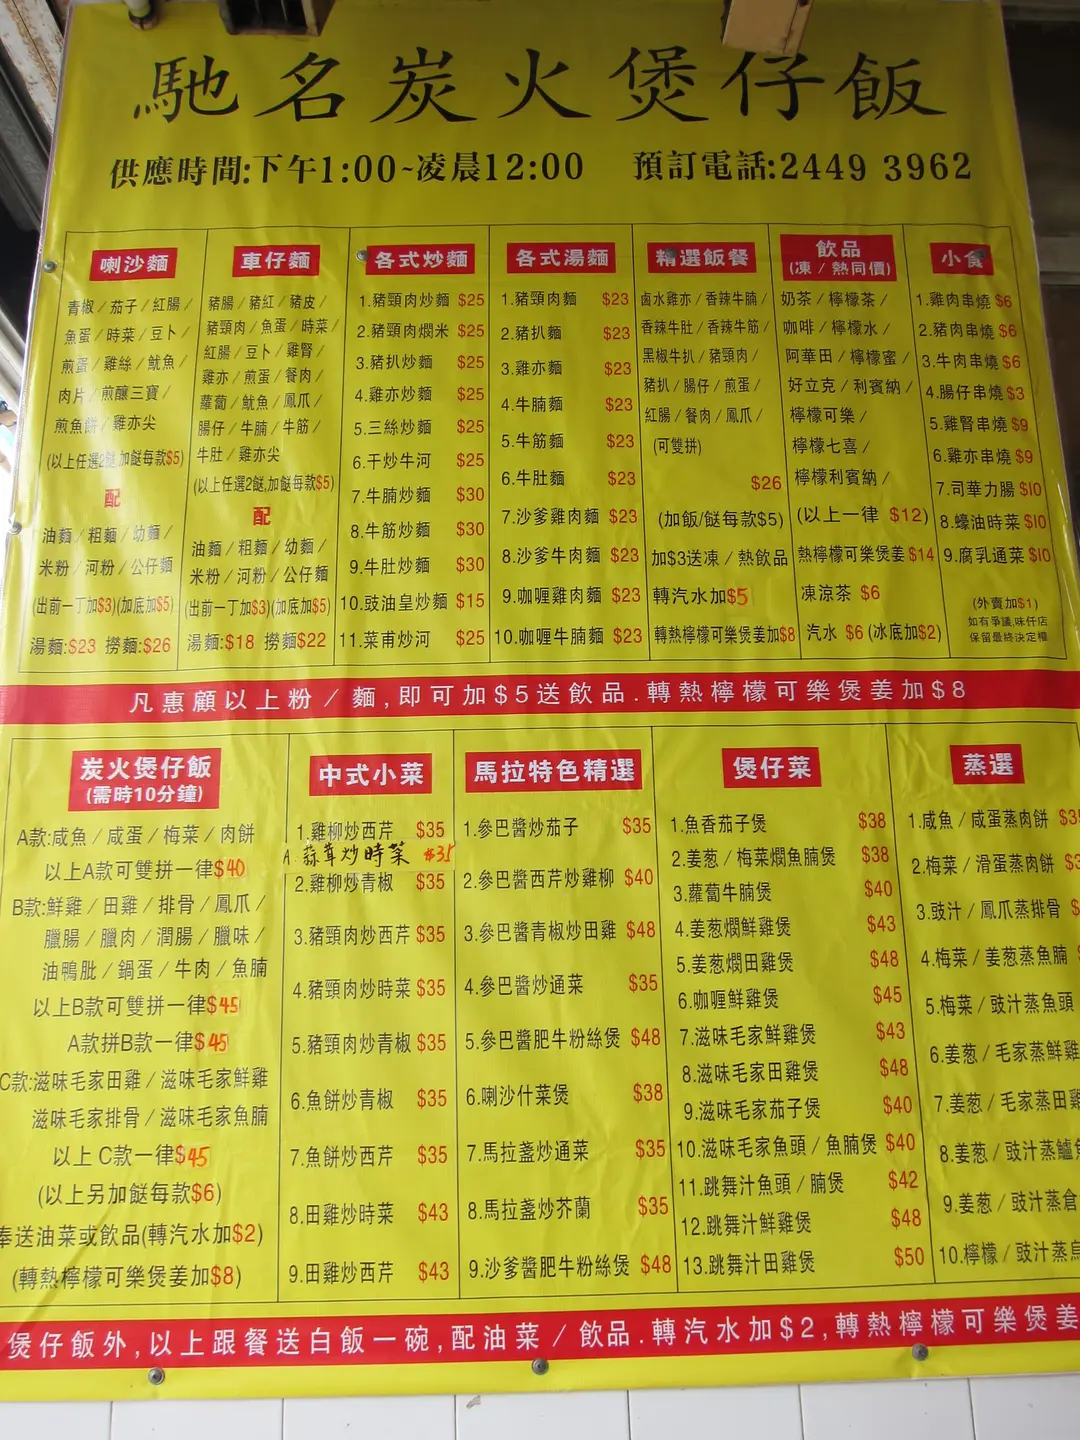 馳名炭火煲仔飯
供應時間:下午1:00~凌晨12:00 預訂電話:2449 3962
喇沙麵
青椒/茄子/紅腸/
魚蛋/時菜/豆卜/
煎蛋/雞絲/魷魚/
肉片/煎釀三寶/
煎魚餅/雞亦尖
(以上任選2餸,加餸每款$5)
配
油麵/粗麵/幼麵/
米粉/河粉/公仔麵
(出前一丁加$3)(加底加$5)
湯麵:$23 撈麵:$26
車仔麵
豬腸/豬紅/豬皮/
豬頸肉/魚蛋/時菜/
紅腸/豆卜/雞腎/
雞亦/煎蛋/餐肉/
蘿蔔/魷魚/鳳爪/
腸仔/牛腩/牛筋/
牛肚/雞亦尖
(以上任選2餸,加餸每款$5)
配
油麵/粗麵/幼麵/
米粉/河粉/公仔麵
(出前一丁加$3)(加底加$5)
湯麵:$18 撈麵$22
各式炒麵
1.豬頸肉炒麵 $25
2.豬頸肉燜米 $25
3.豬扒炒麵 $25
4.雞亦炒麵 $25
5.三絲炒麵 $25
6.干炒牛河 $25
7.牛腩炒麵 $30
8.牛筋炒麵 $30
9.牛肚炒麵 $30
10.豉油皇炒麵 $15
11.菜甫炒河 $25
各式湯麵
1.豬頸肉麵 $23
2.豬扒麵 $23
3.雞亦麵 $23
4.牛腩麵 $23
5.牛筋麵 $23
6.牛肚麵 $23
7.沙爹雞肉麵 $23
8.沙爹牛肉麵 $23
9.咖喱雞肉麵 $23
10.咖喱牛腩麵 $23
精選飯餐
鹵水雞亦/香辣牛腩/
香辣牛肚/香辣牛筋/
黑椒牛扒/豬頸肉/
豬扒/腸仔/煎蛋/
紅腸/餐肉/鳳爪/
(可雙拼)
$26
(加飯/餸每款$5)
加$3送凍/熱飲品
轉汽水加$5
轉熱檸檬可樂煲姜加$8
飲品
(凍/熱同價)
奶茶/檸檬茶/
咖啡/檸檬水/
阿華田/檸檬蜜/
好立克/利賓納/
檸檬可樂/
檸檬七喜/
檸檬利賓納/
(以上一律 $12)
熱檸檬可樂煲姜$14
凍涼茶 $6
汽水 $6 (冰底加$2)
小食
1.雞肉串燒 $6
2.豬肉串燒 $6
3.牛肉串燒 $6
4.腸仔串燒 $3
5.雞腎串燒 $9
6.雞亦串燒 $9
7.司華力腸 $10
8.蠔油時菜 $10
9.腐乳通菜 $10
(外賣加$1)
如有爭議,味仔店
保留最終決定權
凡惠顧以上粉/麵,即可加$5送飲品.轉熱檸檬可樂煲姜加$8
炭火煲仔飯
(需時10分鐘)
A款:咸魚/咸蛋/梅菜/肉餅
以上A款可雙拼一律$40
B款:鮮雞/田雞/排骨/鳳爪/
臘腸/臘肉/潤腸/臘味/
油鴨肶/鍋蛋/牛肉/魚腩
以上B款可雙拼一律$45
A款拼B款一律$45
C款:滋味毛家田雞/滋味毛家鮮雞
滋味毛家排骨/滋味毛家魚腩
以上 C款一律$45
(以上另加餸每款$6)
奉送油菜或飲品(轉汽水加$2)
(轉熱檸檬可樂煲姜加$8)
中式小菜
1.雞柳炒西芹 $35
A.蒜茸炒時菜 $35
2.雞柳炒青椒 $35
3.豬頸肉炒西芹 $35
4.豬頸肉炒時菜 $35
5.豬頸肉炒青椒 $35
6.魚餅炒青椒 $35
7.魚餅炒西芹 $35
8.田雞炒時菜 $43
9.田雞炒西芹 $43
馬拉特色精選
1.參巴醬炒茄子 $35
2.參巴醬西芹炒雞柳 $40
3.參巴醬青椒炒田雞 $48
4.參巴醬炒通菜 $35
5.參巴醬肥牛粉絲煲 $48
6.喇沙什菜煲 $38
7.馬拉盞炒通菜 $35
8.馬拉盞炒芥蘭 $35
9.沙爹醬肥牛粉絲煲 $48
煲仔菜
1.魚香茄子煲 $38
2.姜葱/梅菜燜魚腩煲 $38
3.蘿蔔牛腩煲 $40
4.姜葱燜鮮雞煲 $43
5.姜葱燜田雞煲 $48
6.咖喱鮮雞煲 $45
7.滋味毛家鮮雞煲 $43
8.滋味毛家田雞煲 $48
9.滋味毛家茄子煲 $40
10.滋味毛家魚頭/魚腩煲 $40
11.跳舞汁魚頭/腩煲 $42
12.跳舞汁鮮雞煲 $48
13.跳舞汁田雞煲 $50
蒸選
1.咸魚/咸蛋蒸肉餅 $35
2.梅菜/滑蛋蒸肉餅 $3
3.豉汁/鳳爪蒸排骨 $
4.梅菜/姜葱蒸魚腩
5.梅菜/豉汁蒸魚頭
6.姜葱/毛家蒸鮮雞
7.姜葱/毛家蒸田雞
8.姜葱/豉汁蒸鱸魚
9.姜葱/豉汁蒸倉
10.檸檬/豉汁蒸烏
煲仔飯外,以上跟餐送白飯一碗,配油菜/飲品.轉汽水加$2,轉熱檸檬可樂煲姜